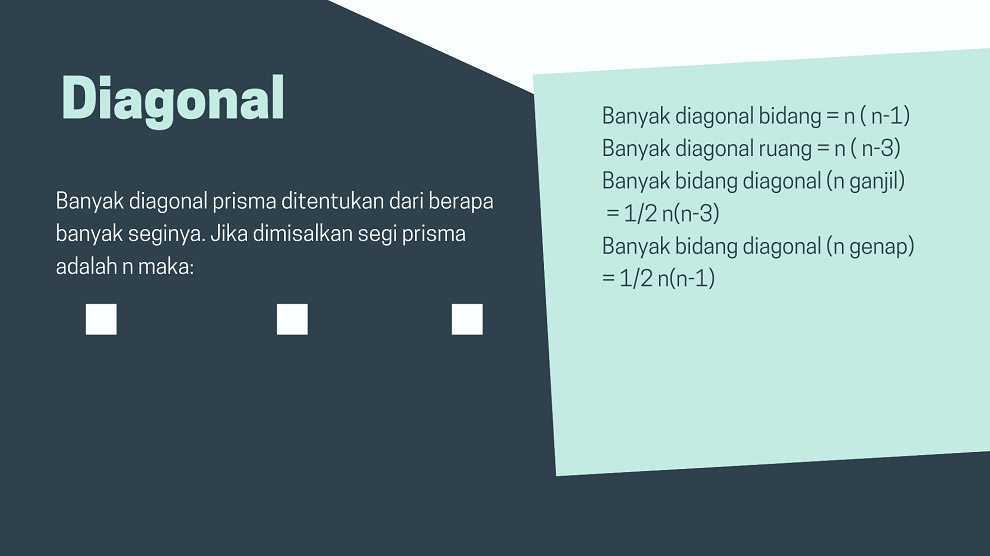 Diagonal
Banyak diagonal prisma ditentukan dari berapa
banyak seginya. Jika dimisalkan segi prisma
adalah n maka:
Banyak diagonal bidang = n ( n-1)
Banyak diagonal ruang = n ( n-3)
Banyak bidang diagonal (n ganjil)
= 1/2 n(n-3)
Banyak bidang diagonal (n genap)
= 1/2 n(n-1)